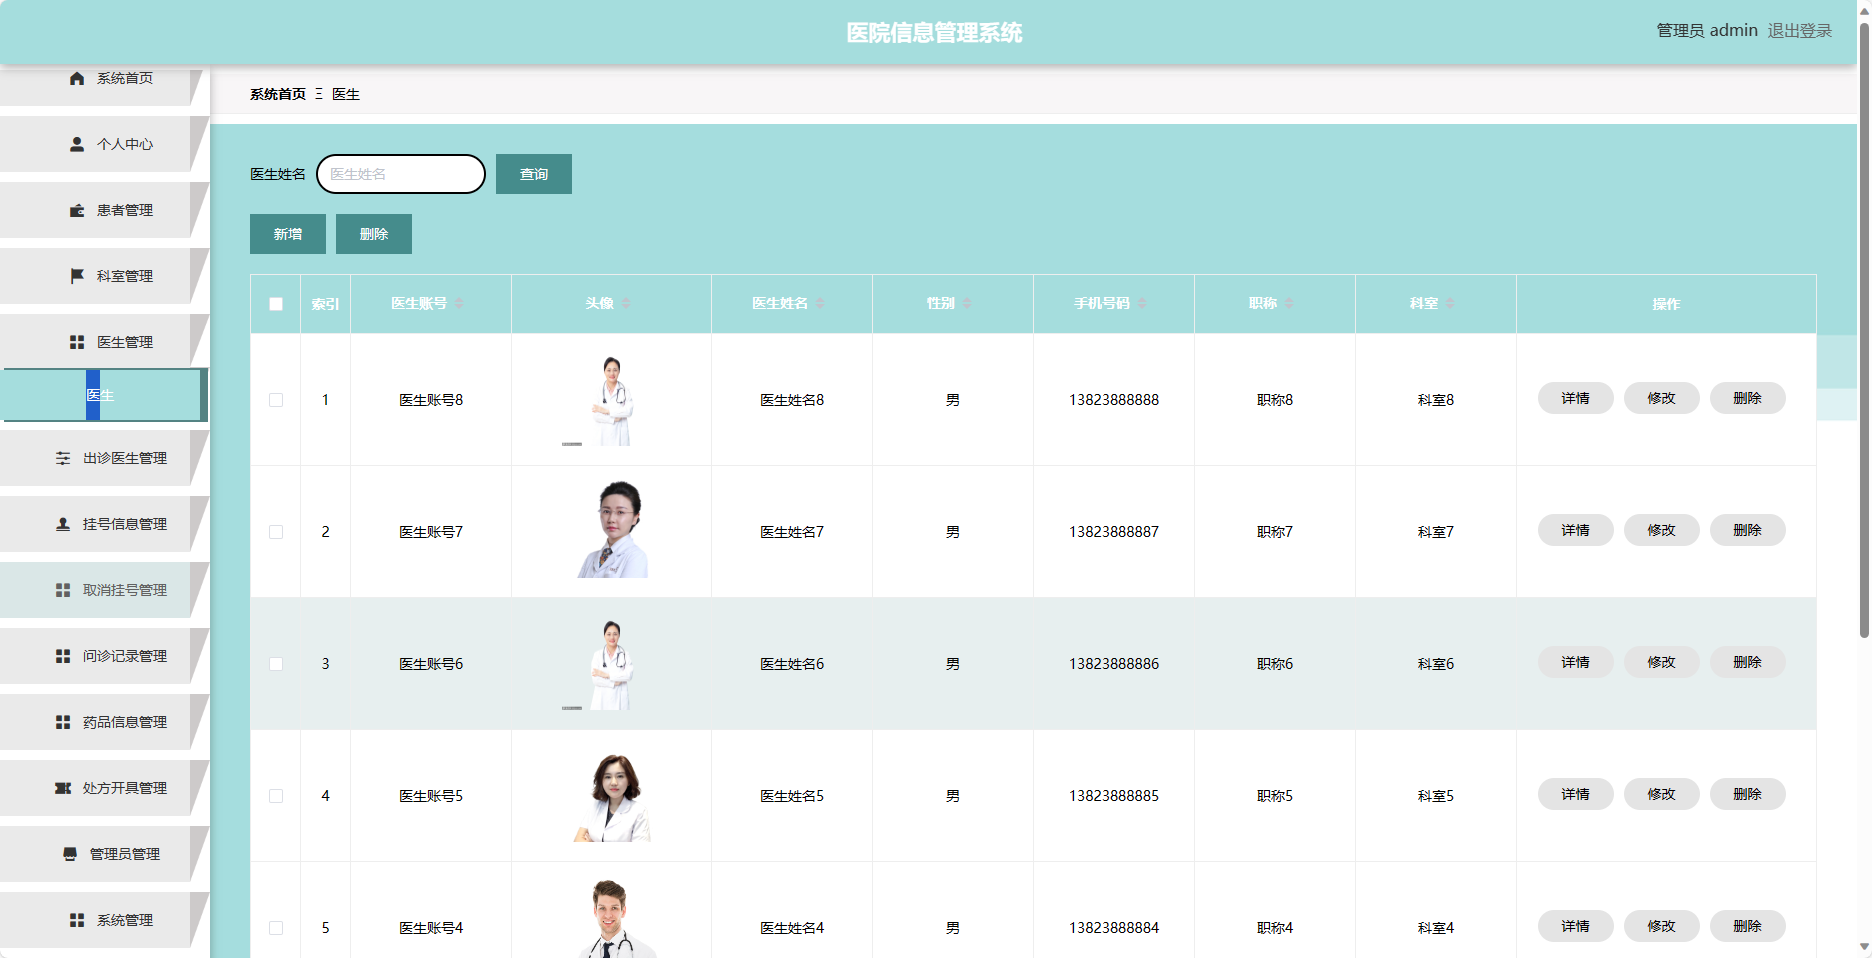 医院信息管理系统
管理员 admin 退出登录
系统首页
个人中心
患者管理
科室管理
医生管理
医生
出诊医生管理
挂号信息管理
取消挂号管理
问诊记录管理
药品信息管理
处方开具管理
管理员管理
系统管理
系统首页 Ξ 医生
医生姓名 医生姓名 查询
新增 删除
索引 医生账号 头像 医生姓名 性别 手机号码 职称 科室 操作
1 医生账号8 医生姓名8 男 13823888888 职称8 科室8 详情 修改 删除
2 医生账号7 医生姓名7 男 13823888887 职称7 科室7 详情 修改 删除
3 医生账号6 医生姓名6 男 13823888886 职称6 科室6 详情 修改 删除
4 医生账号5 医生姓名5 男 13823888885 职称5 科室5 详情 修改 删除
5 医生账号4 医生姓名4 男 13823888884 职称4 科室4 详情 修改 删除